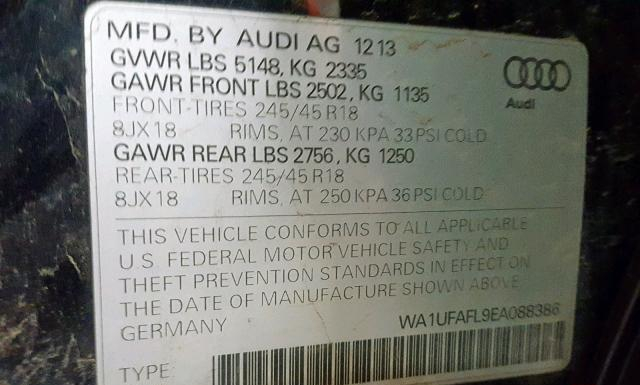 MFD. BY AUDI AG 1213
GVWR LBS 5148, KG 2335
GAWR FRONT LBS 2502, KG 1135
FRONT-TIRES 245/45 R18
8JX18 RIMS, AT 230 KPA 33 PSI COLD
GAWR REAR LBS 2756, KG 1250
REAR-TIRES 245/45 R18
8JX18 RIMS, AT 250 KPA 36 PSI COLD
Audi
THIS VEHICLE CONFORMS TO ALL APPLICABLE
U.S. FEDERAL MOTOR VEHICLE SAFETY AND
THEFT PREVENTION STANDARDS IN EFFECT ON
THE DATE OF MANUFACTURE SHOWN ABOVE
GERMANY WA1UFAFL9EA088386
TYPE: